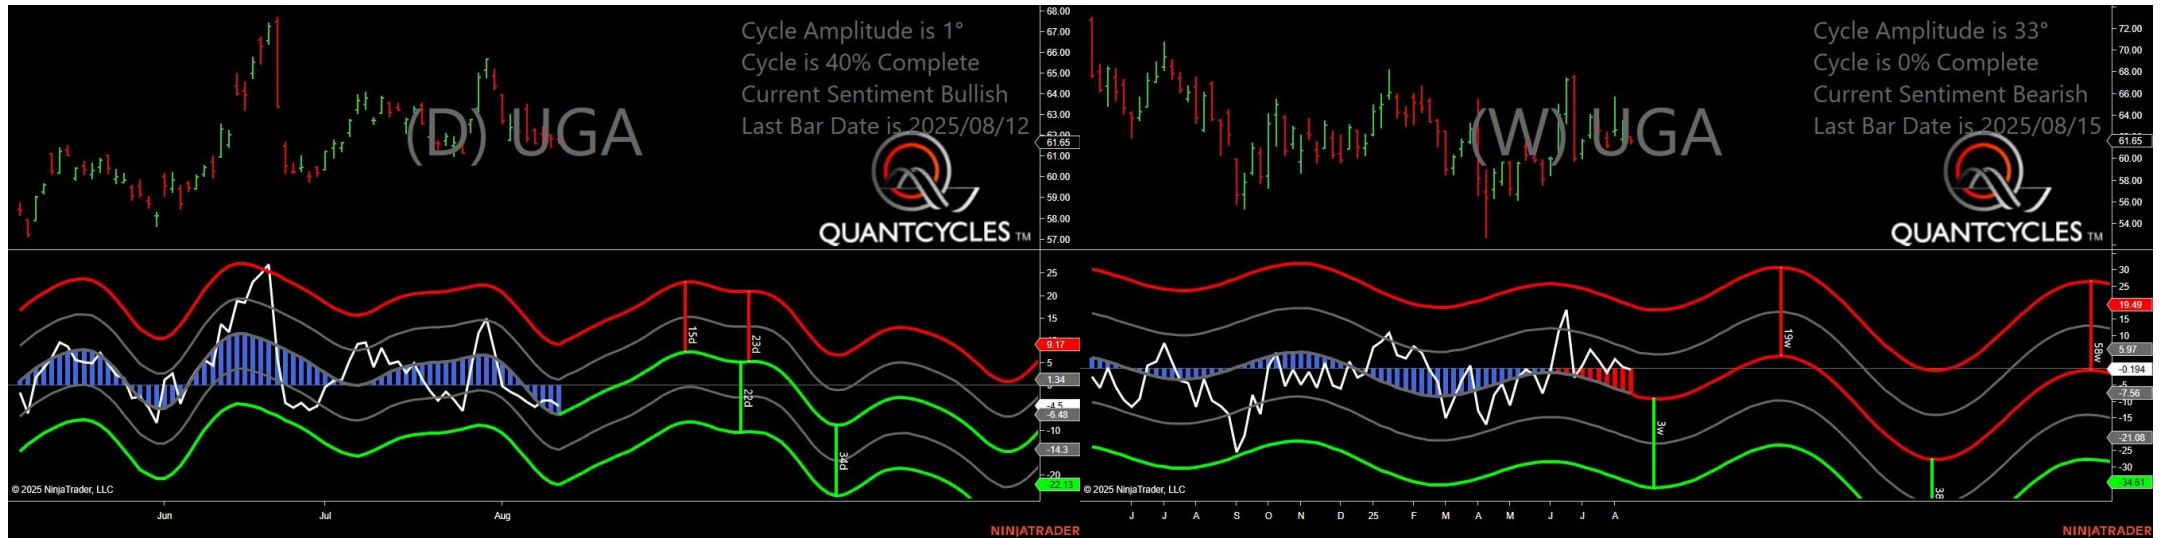 Cycle Amplitude is 1°
Cycle is 40% Complete
Current Sentiment Bullish
Last Bar Date is 2025/08/12
(D) UGA
QUANTCYCLES TM
68.00
67.00
66.00
65.00
64.00
63.00
62.00
61.65
61.00
60.00
59.00
58.00
57.00
25
20
15
9.17
5
1.34
0
-4.5
-6.48
-10
-14.3
-20
-22.13
15d
23d
22d
34d
© 2025 NinjaTrader, LLC
Jun Jul Aug
NINJATRADER
Cycle Amplitude is 33°
Cycle is 0% Complete
Current Sentiment Bearish
Last Bar Date is 2025/08/15
(W) UGA
QUANTCYCLES TM
72.00
70.00
68.00
66.00
64.00
61.65
60.00
58.00
56.00
54.00
30
25
19.49
15
10
5.97
-0.194
-5
-7.56
-10
-15
-21.08
-25
-30
-34.61
19w
58w
3w
38
© 2025 NinjaTrader, LLC
J J A S O N D 25 F M A M J J A
NINJATRADER